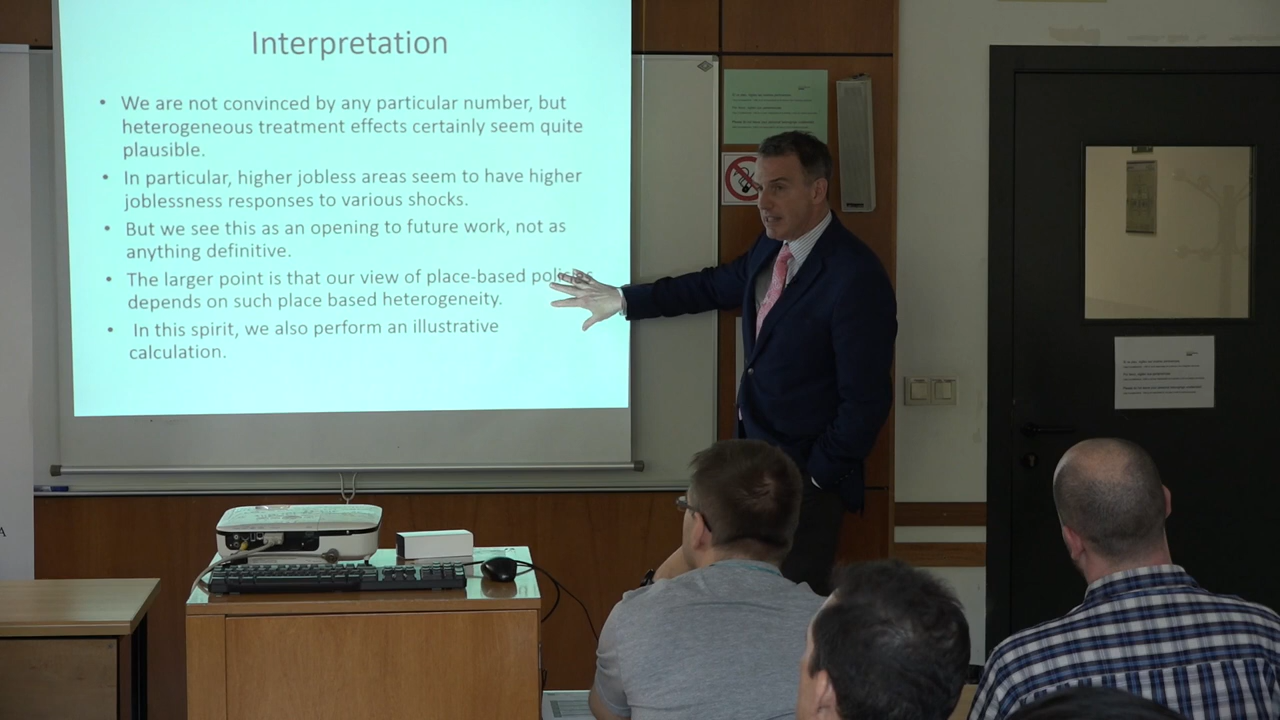 Interpretation
• We are not convinced by any particular number, but
heterogeneous treatment effects certainly seem quite
plausible.
• In particular, higher jobless areas seem to have higher
joblessness responses to various shocks.
• But we see this as an opening to future work, not as
anything definitive.
• The larger point is that our view of place-based policies
depends on such place based heterogeneity.
• In this spirit, we also perform an illustrative
calculation.
A